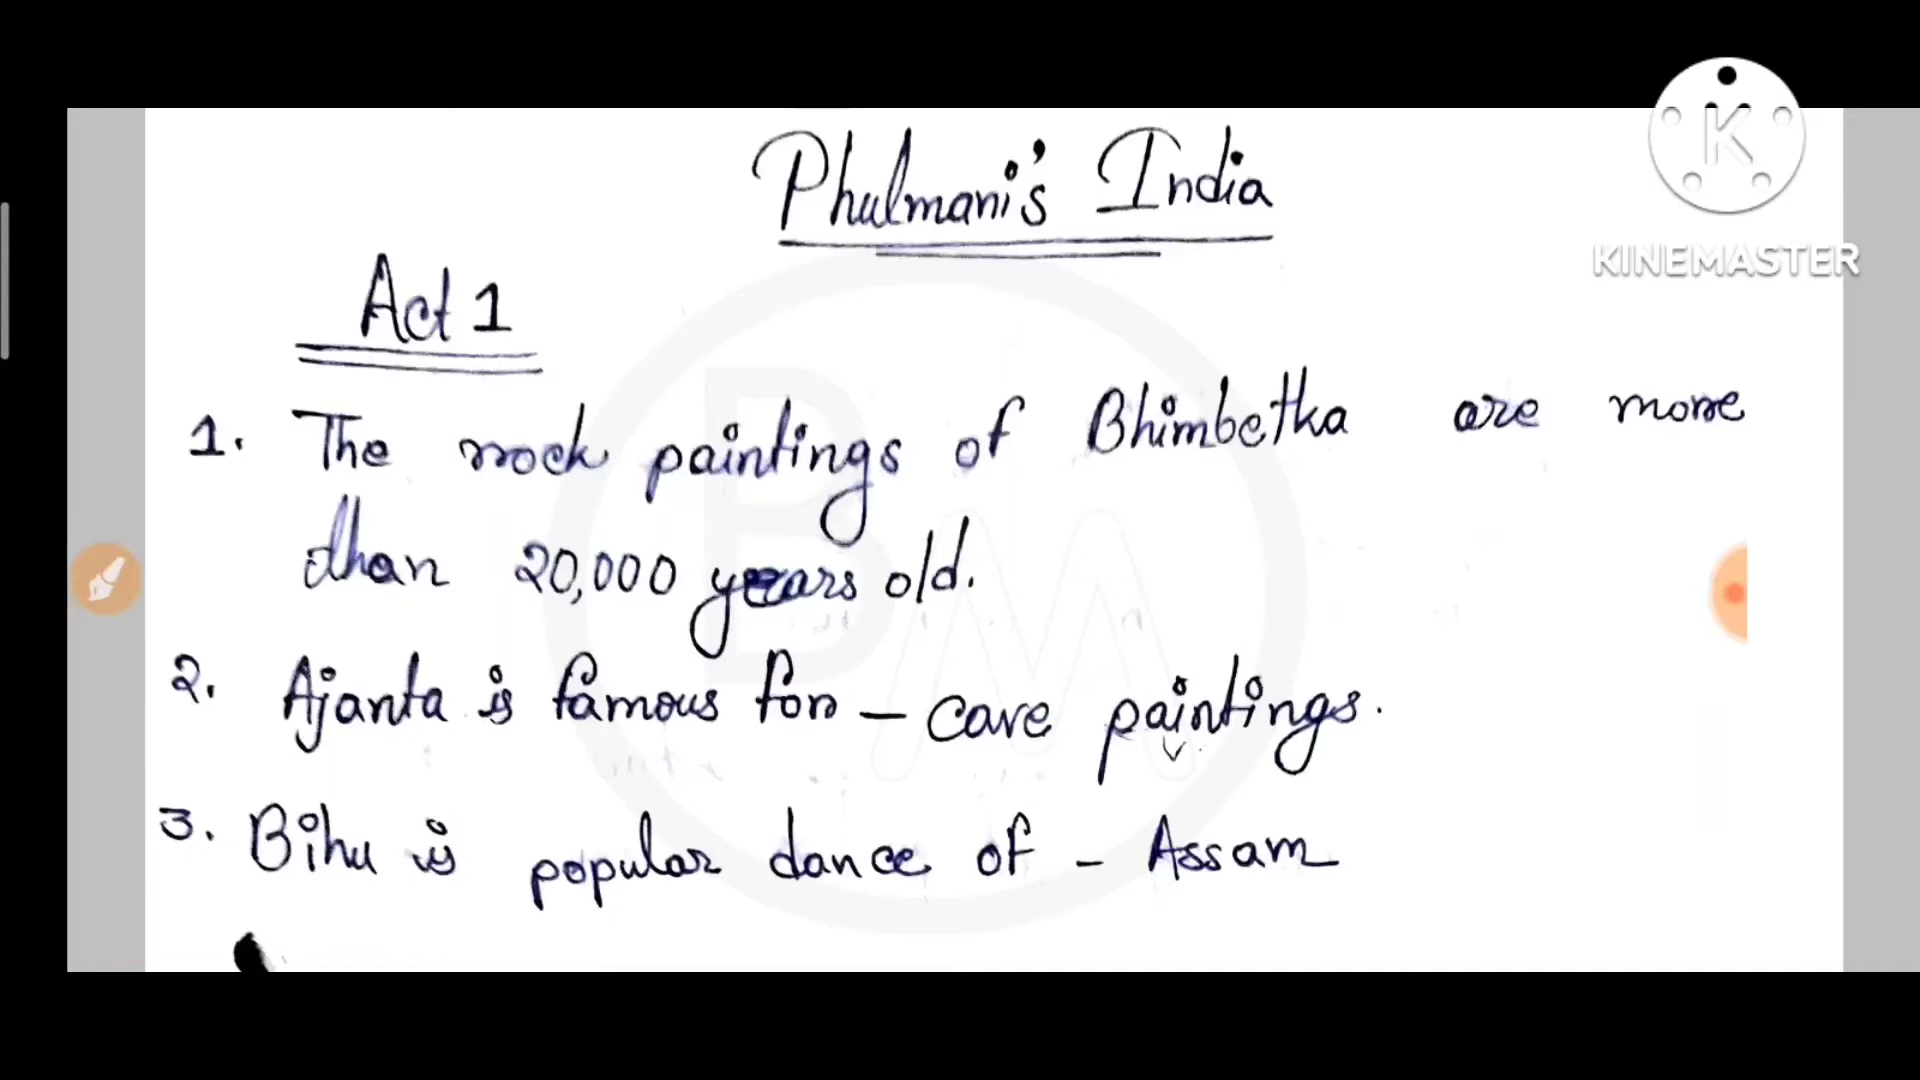 Phulmani's India
K
KINEMASTER
Act 1
1. The rock paintings of Bhimbetka are more
than 20,000 years old.
2. Ajanta is famous for - cave paintings.
3. Bihu is popular dance of - Assam
BM